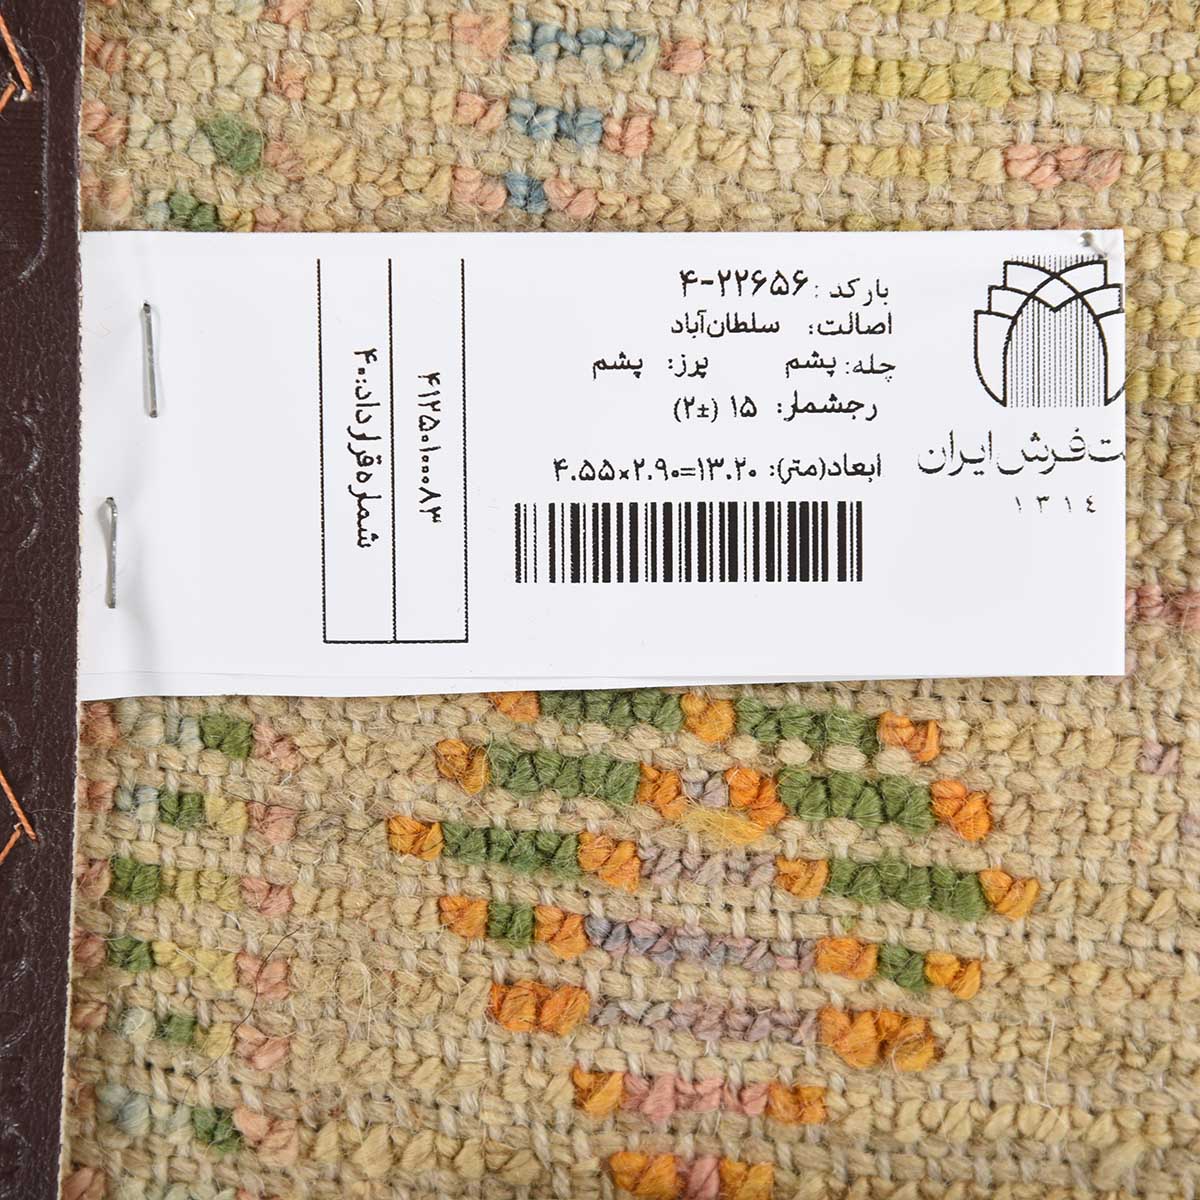 بارکد: ۴-۲۲۶۵۶
اصالت: سلطان‌آباد
چله: پشم پرز: پشم
رجشمار: ۱۵ (±۲)
ابعاد(متر): ۴.۵۵×۲.۹۰=۱۳.۲۰
فرش ایران
۱۳۱۴
۴۱۲۵۰۱۰۰۰۸۳
شماره قرارداد: ۴۰